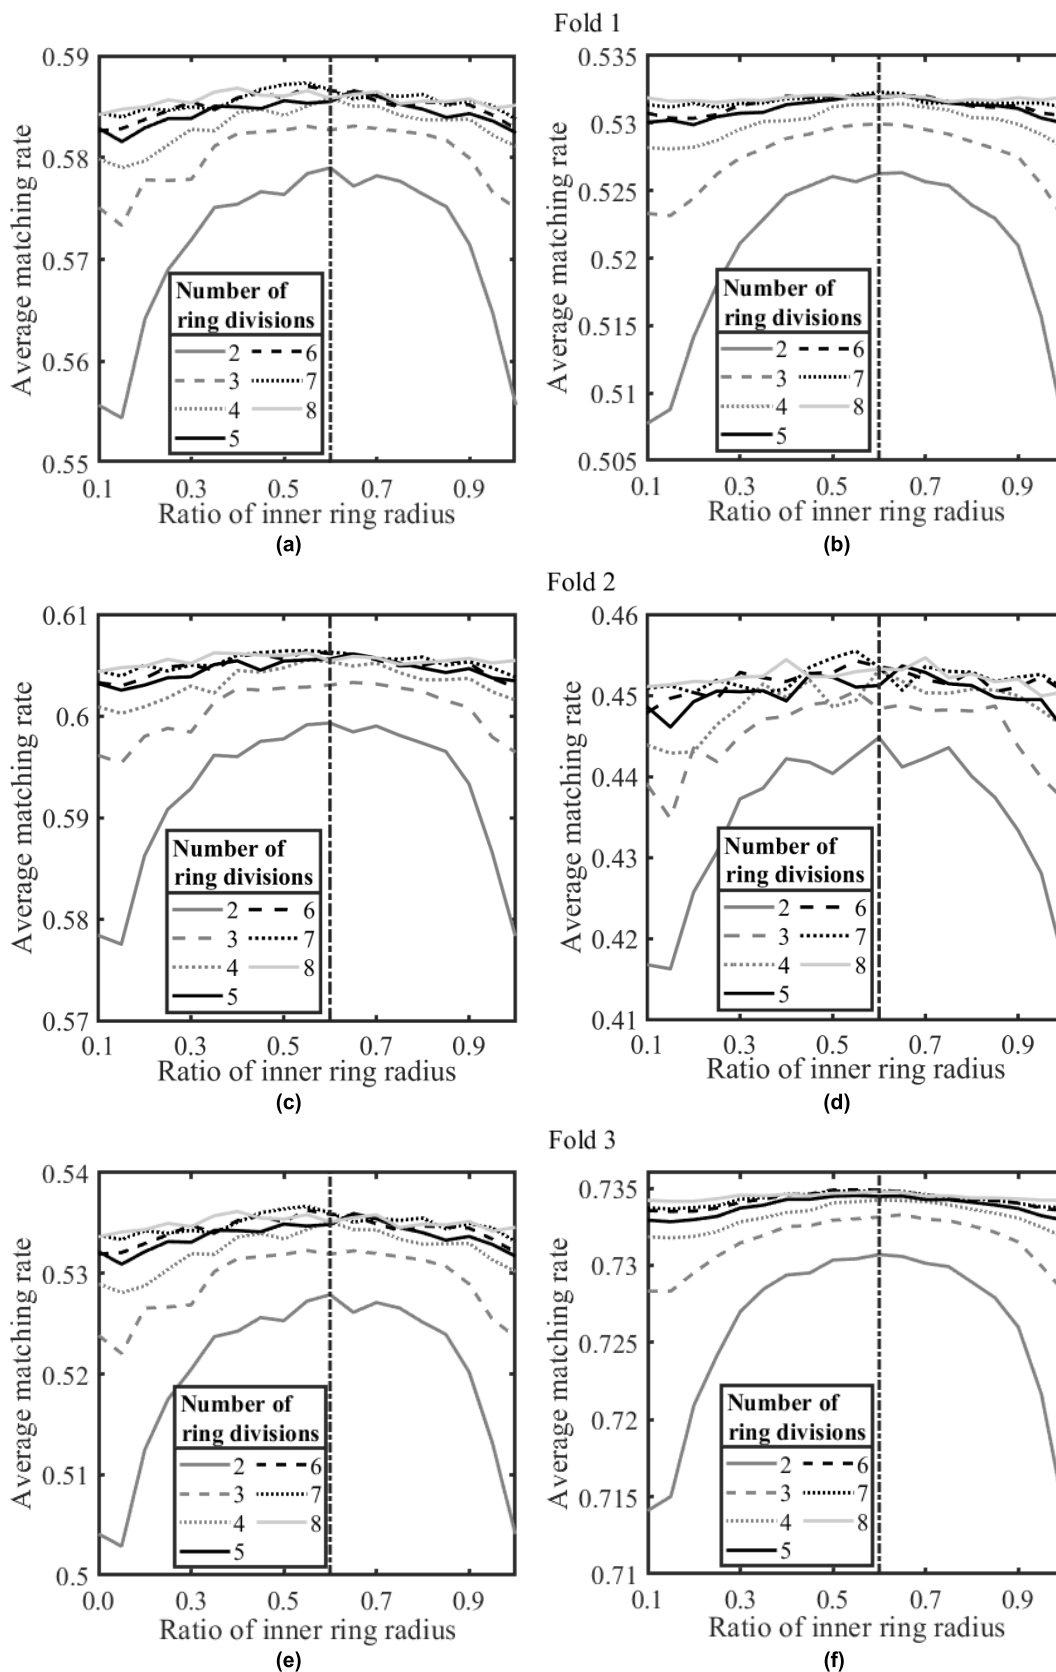 Fold 1
0.59
0.58
0.57
0.56
0.55
Average matching rate
Number of
ring divisions
2 6
3 7
4 8
5
0.1 0.3 0.5 0.7 0.9
Ratio of inner ring radius
(a)
0.535
0.53
0.525
0.52
0.515
0.51
0.505
Average matching rate
Number of
ring divisions
2 6
3 7
4 8
5
0.1 0.3 0.5 0.7 0.9
Ratio of inner ring radius
(b)
Fold 2
0.61
0.6
0.59
0.58
0.57
Average matching rate
Number of
ring divisions
2 6
3 7
4 8
5
0.1 0.3 0.5 0.7 0.9
Ratio of inner ring radius
(c)
0.46
0.45
0.44
0.43
0.42
0.41
Average matching rate
Number of
ring divisions
2 6
3 7
4 8
5
0.1 0.3 0.5 0.7 0.9
Ratio of inner ring radius
(d)
Fold 3
0.54
0.53
0.52
0.51
0.5
Average matching rate
Number of
ring divisions
2 6
3 7
4 8
5
0.0 0.3 0.5 0.7 0.9
Ratio of inner ring radius
(e)
0.735
0.73
0.725
0.72
0.715
0.71
Average matching rate
Number of
ring divisions
2 6
3 7
4 8
5
0.1 0.3 0.5 0.7 0.9
Ratio of inner ring radius
(f)